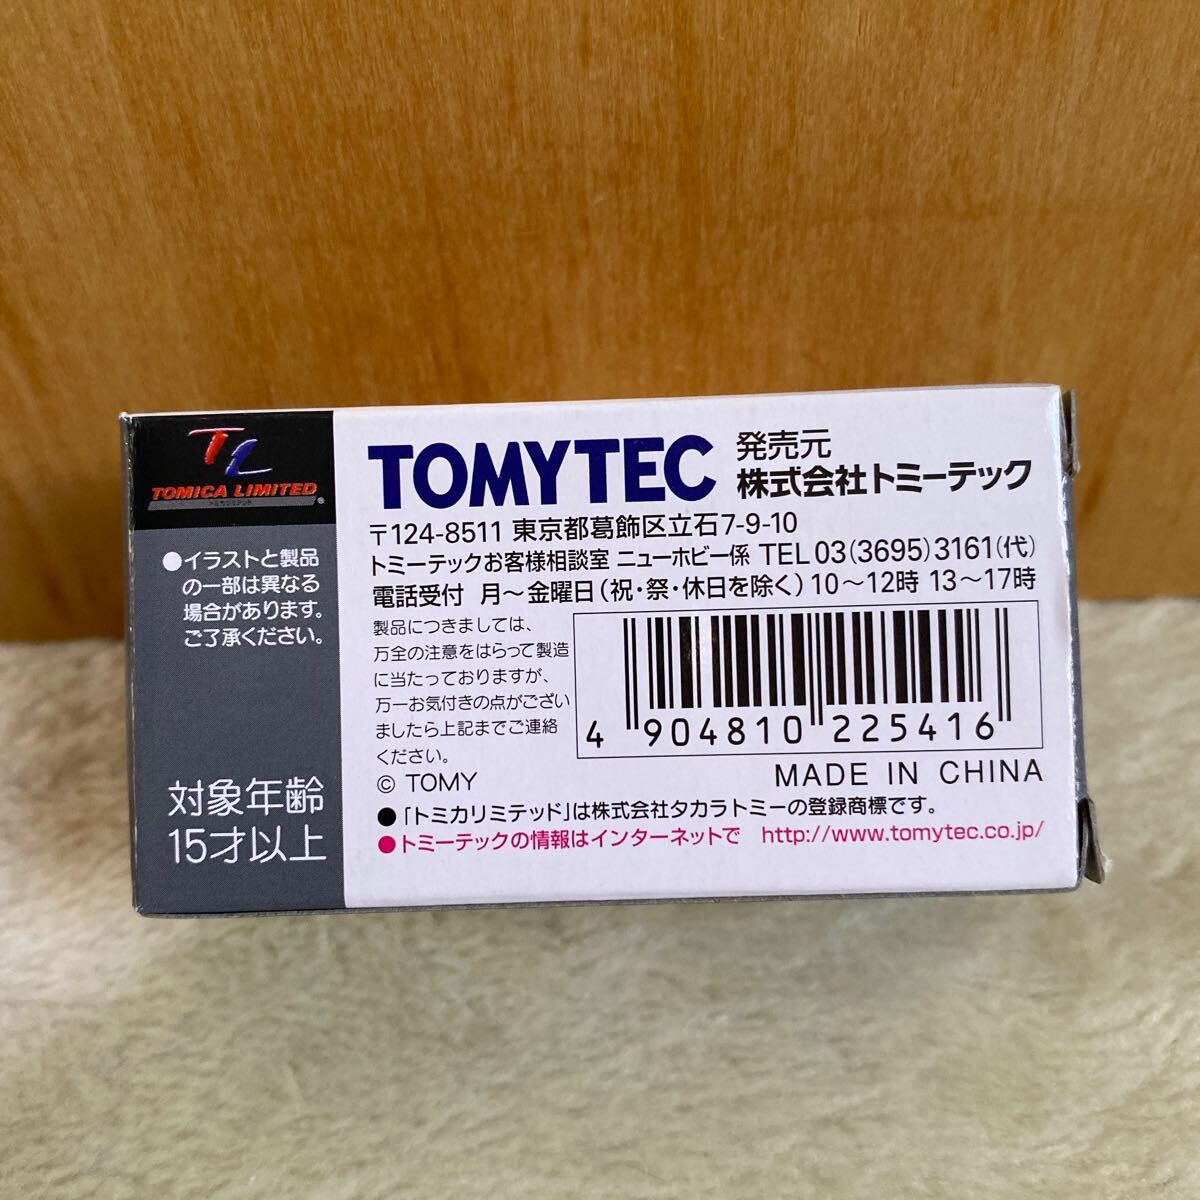 TL
TOMICA LIMITED
トミカリミテッド®
●イラストと製品
の一部は異なる
場合があります。
ご了承ください。
対象年齢
15才以上
TOMYTEC
発売元
株式会社トミーテック
〒124-8511 東京都葛飾区立石7-9-10
トミーテックお客様相談室 ニューホビー係 TEL 03(3695)3161(代)
電話受付 月～金曜日(祝・祭・休日を除く) 10～12時 13～17時
製品につきましては、
万全の注意をはらって製造
に当たっておりますが、
万一お気付きの点がござい
ましたら上記までご連絡
ください。
© TOMY
4 904810 225416
MADE IN CHINA
●「トミカリミテッド」は株式会社タカラトミーの登録商標です。
●トミーテックの情報はインターネットで http://www.tomytec.co.jp/